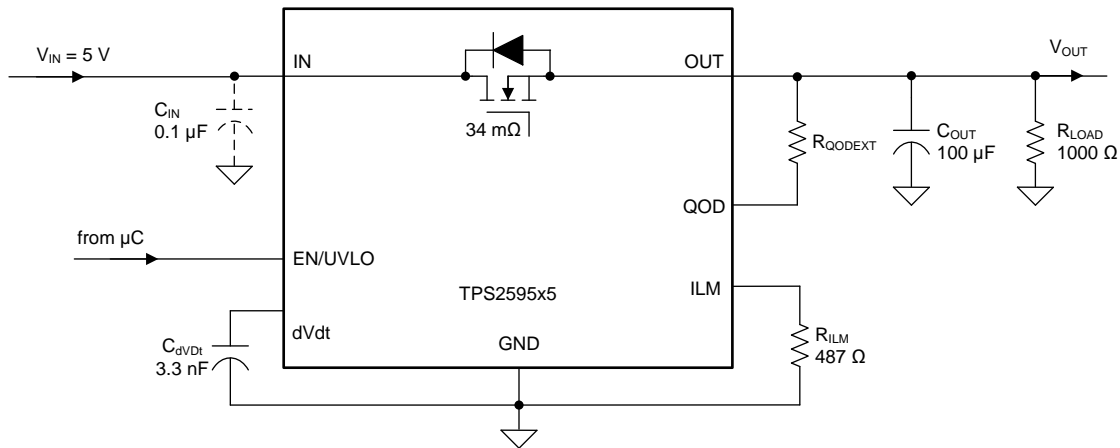 V_IN = 5 V
IN
OUT
V_OUT
C_IN
0.1 µF
34 mΩ
R_QODEXT
C_OUT
100 µF
R_LOAD
1000 Ω
QOD
from µC
EN/UVLO
TPS2595x5
ILM
dVdt
GND
C_dVDt
3.3 nF
R_ILM
487 Ω